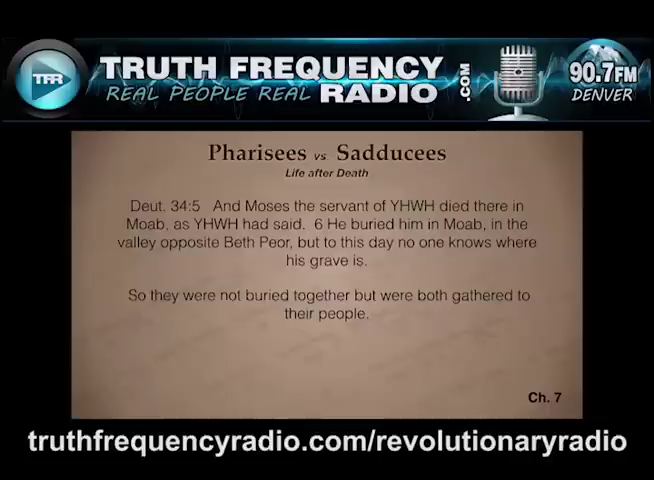 TFR
TRUTH FREQUENCY
REAL PEOPLE REAL RADIO .COM
90.7FM
DENVER
Pharisees vs Sadducees
Life after Death
Deut. 34:5 And Moses the servant of YHWH died there in
Moab, as YHWH had said. 6 He buried him in Moab, in the
valley opposite Beth Peor, but to this day no one knows where
his grave is.
So they were not buried together but were both gathered to
their people.
Ch. 7
truthfrequencyradio.com/revolutionaryradio